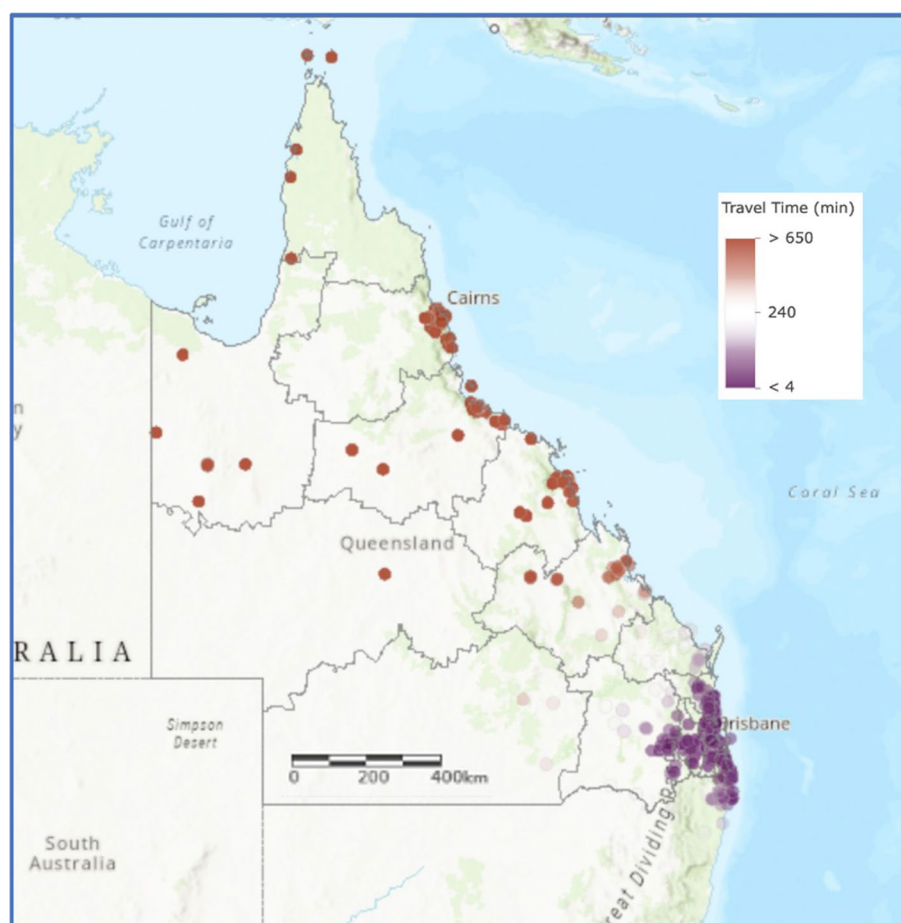 Gulf of
Carpentaria
Travel Time (min)
> 650
240
< 4
Cairns
Coral Sea
Queensland
RALIA
Simpson
Desert
Brisbane
0 200 400km
South
Australia
reat Dividing R